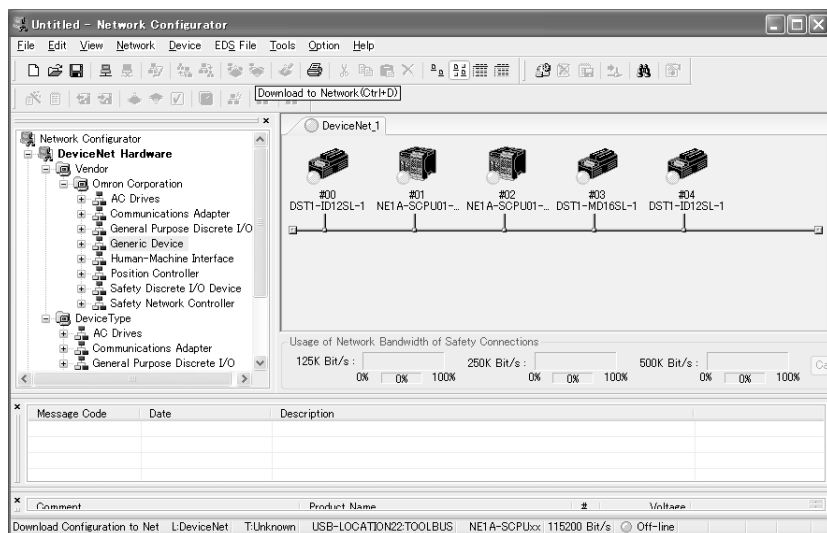 Untitled - Network Configurator
File Edit View Network Device EDS File Tools Option Help
Download to Network(Ctrl+D)
Network Configurator
DeviceNet Hardware
Vendor
Omron Corporation
AC Drives
Communications Adapter
General Purpose Discrete I/O
Generic Device
Human-Machine Interface
Position Controller
Safety Discrete I/O Device
Safety Network Controller
DeviceType
AC Drives
Communications Adapter
General Purpose Discrete I/O
DeviceNet_1
#00 #01 #02 #03 #04
DST1-ID12SL-1 NE1A-SCPU01-... NE1A-SCPU01-... DST1-MD16SL-1 DST1-ID12SL-1
Usage of Network Bandwidth of Safety Connections
125K Bit/s : 250K Bit/s : 500K Bit/s : Ca
0% 0% 100% 0% 0% 100% 0% 0% 100%
Message Code Date Description
Comment Product Name # Voltage
Download Configuration to Net L:DeviceNet T:Unknown USB-LOCATION22:TOOLBUS NE1A-SCPUxx 115200 Bit/s Off-line